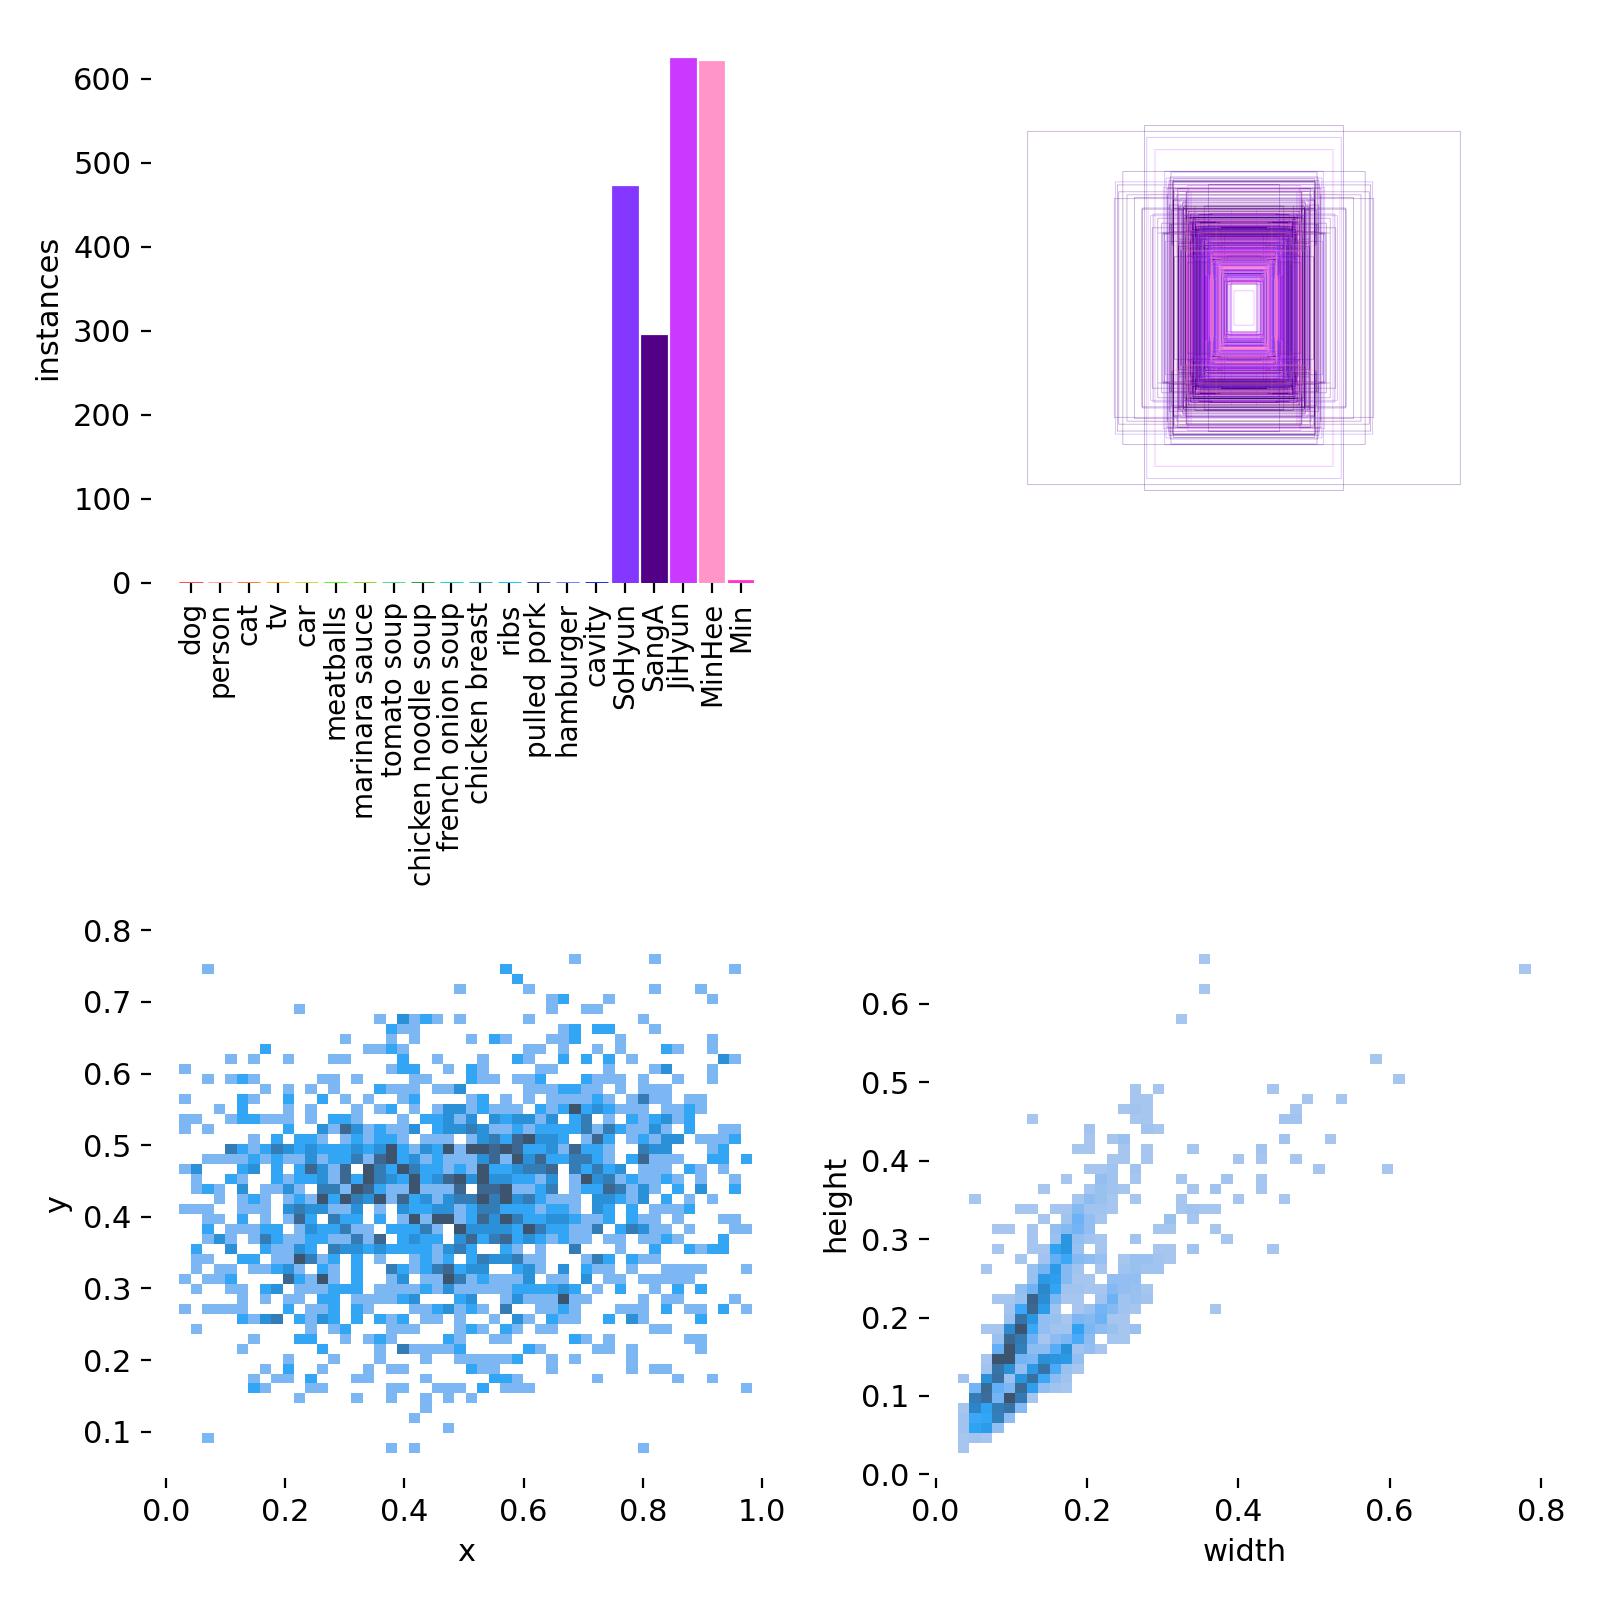 600
500
400
300
200
100
0
instances
dog
person
cat
tv
car
meatballs
marinara sauce
tomato soup
chicken noodle soup
french onion soup
chicken breast
ribs
pulled pork
hamburger
cavity
SoHyun
SangA
JiHyun
MinHee
Min
0.8
0.7
0.6
0.5
0.4
0.3
0.2
0.1
y
0.0 0.2 0.4 0.6 0.8 1.0
x
0.6
0.5
0.4
0.3
0.2
0.1
0.0
height
0.0 0.2 0.4 0.6 0.8
width